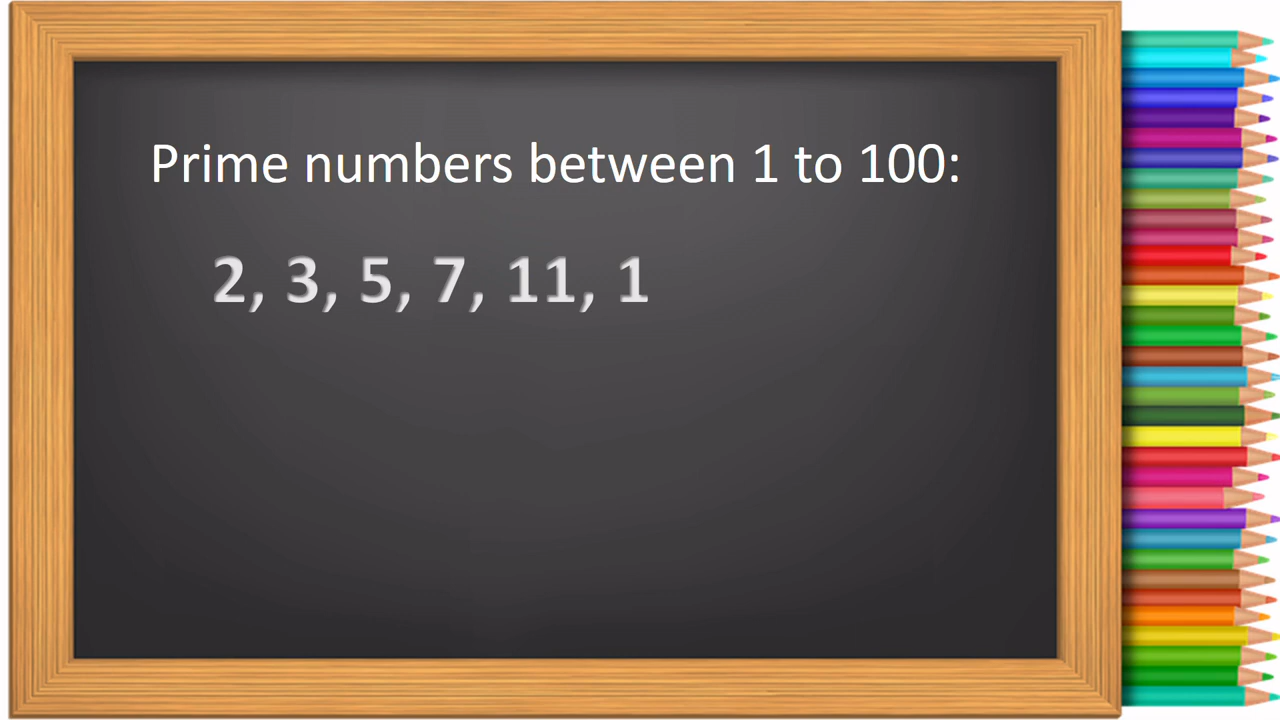 Prime numbers between 1 to 100:
2, 3, 5, 7, 11, 1